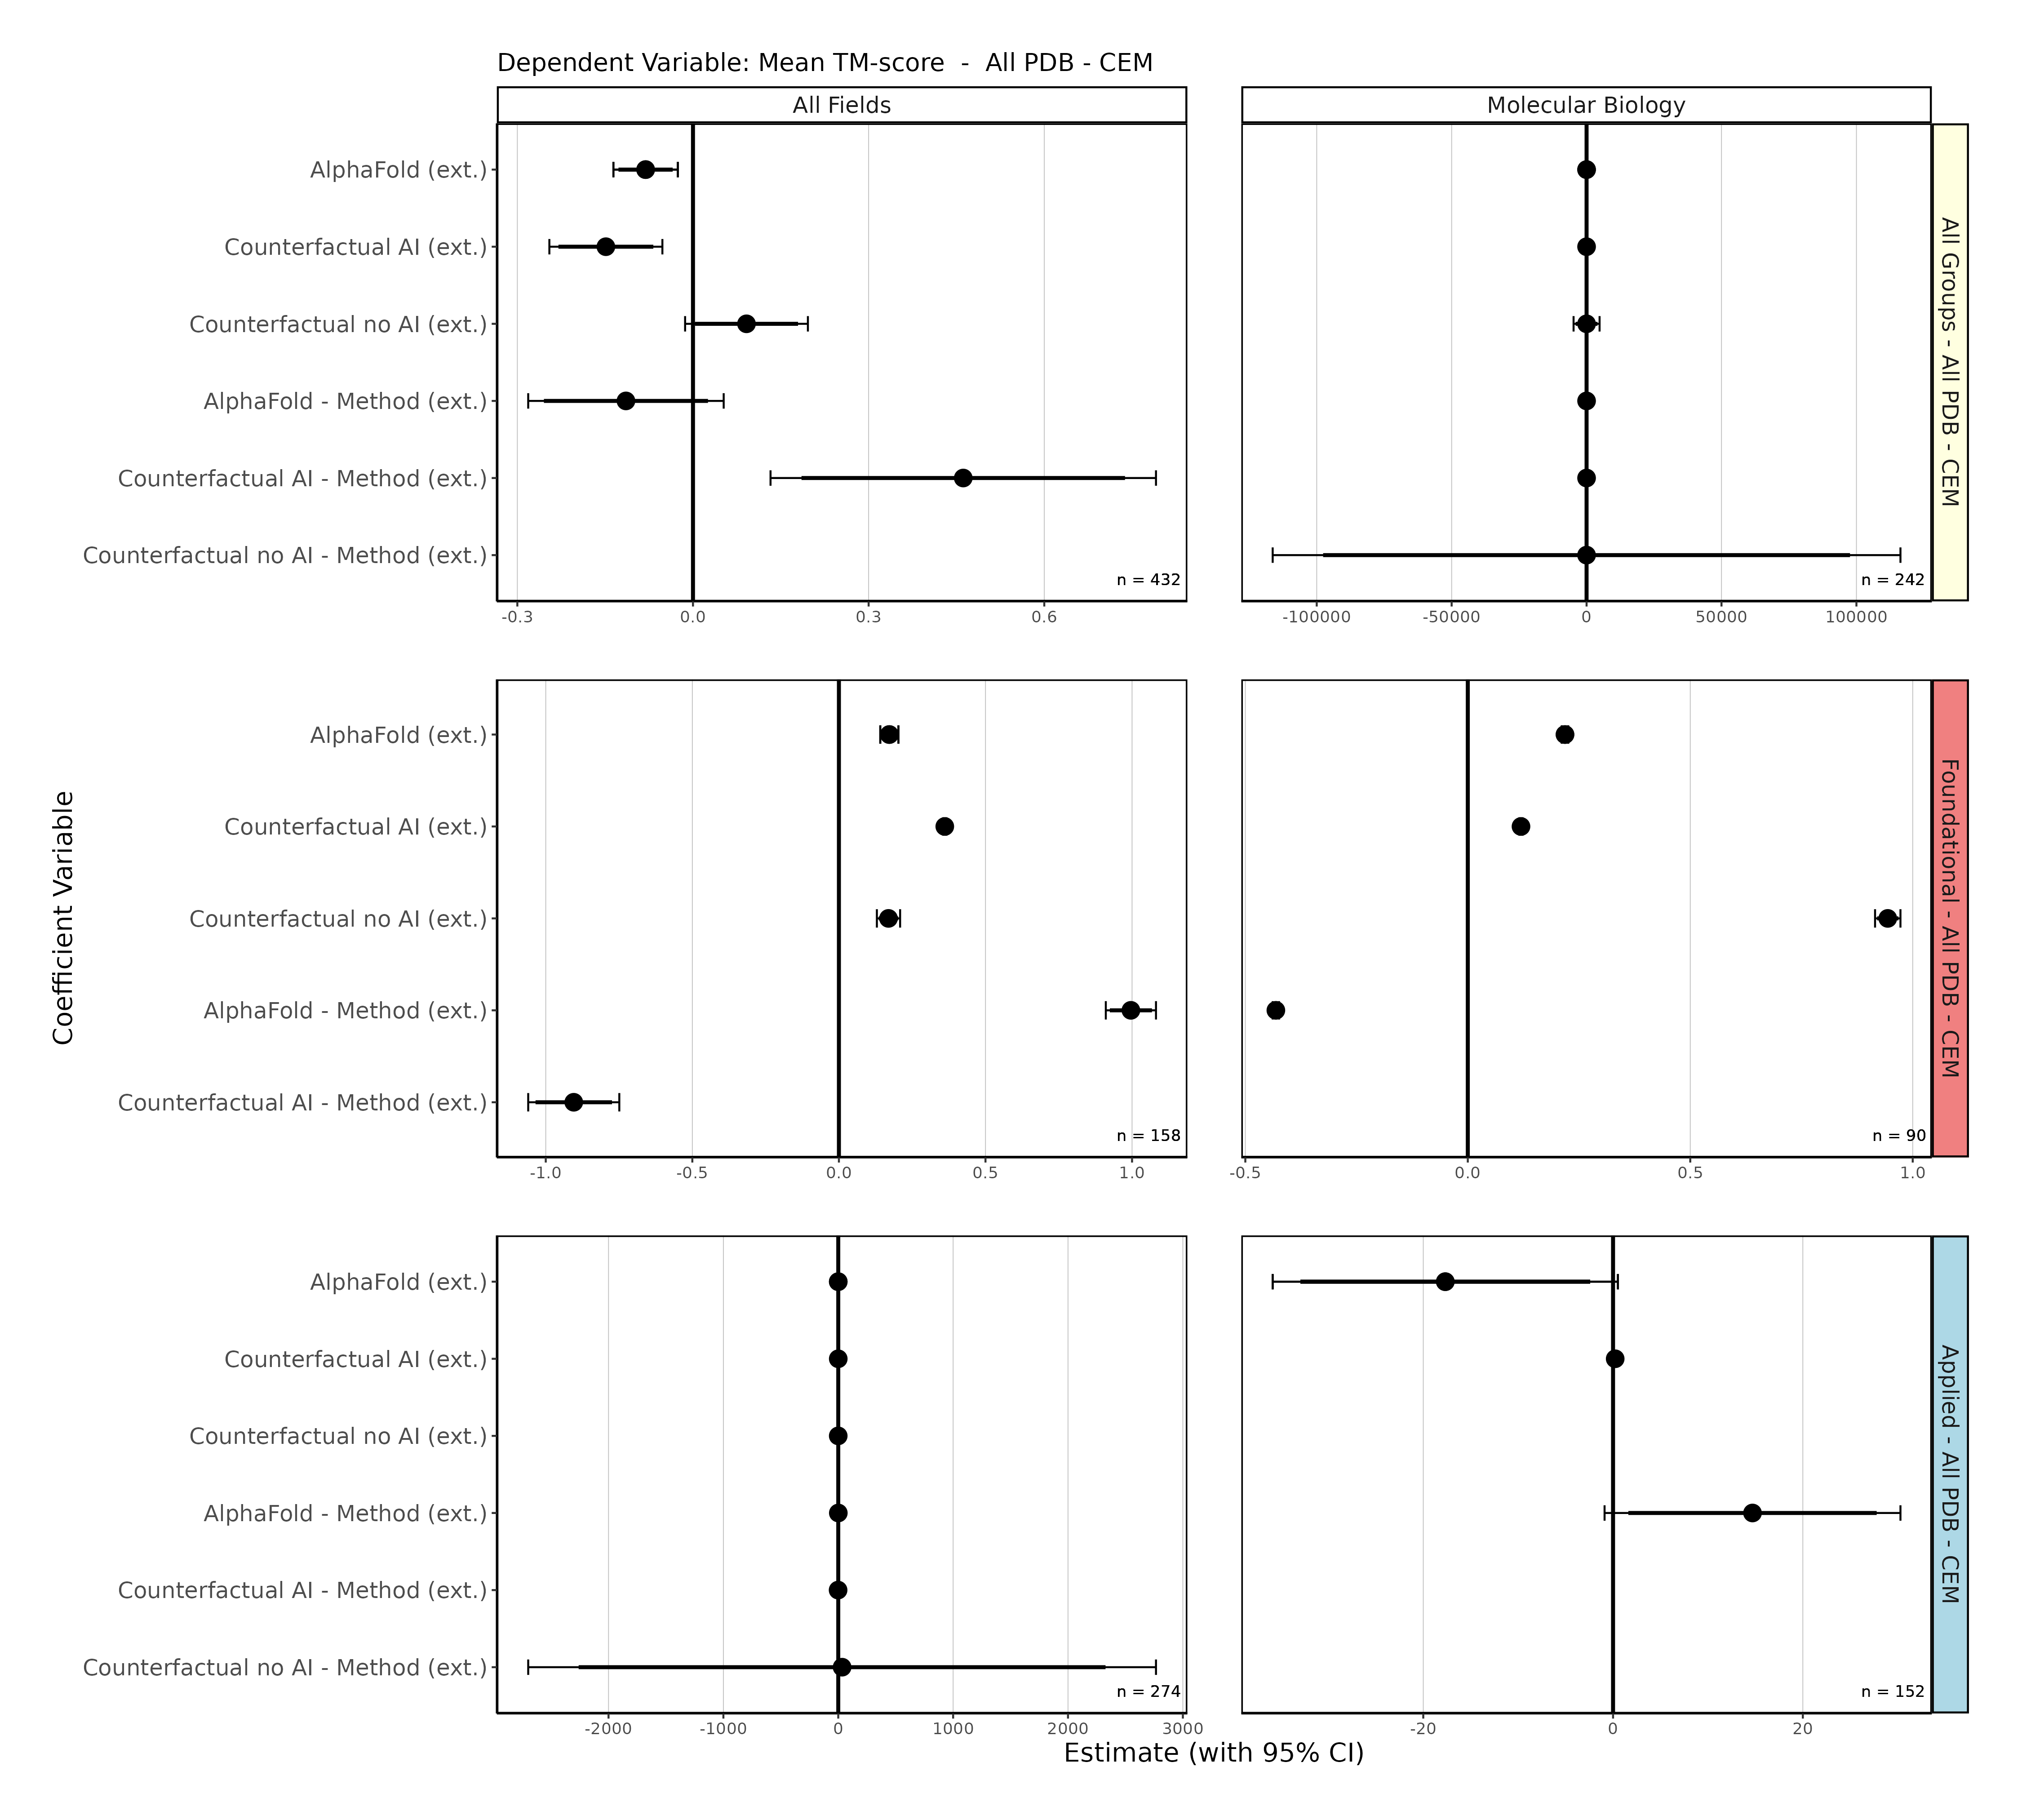 Dependent Variable: Mean TM-score  -  All PDB - CEM
All Fields
Molecular Biology
AlphaFold (ext.)
Counterfactual AI (ext.)
Counterfactual no AI (ext.)
AlphaFold - Method (ext.)
Counterfactual AI - Method (ext.)
Counterfactual no AI - Method (ext.)
n = 432
n = 242
-0.3 0.0 0.3 0.6
-100000 -50000 0 50000 100000
All Groups - All PDB - CEM
Coefficient Variable
AlphaFold (ext.)
Counterfactual AI (ext.)
Counterfactual no AI (ext.)
AlphaFold - Method (ext.)
Counterfactual AI - Method (ext.)
n = 158
n = 90
-1.0 -0.5 0.0 0.5 1.0
-0.5 0.0 0.5 1.0
Foundational - All PDB - CEM
AlphaFold (ext.)
Counterfactual AI (ext.)
Counterfactual no AI (ext.)
AlphaFold - Method (ext.)
Counterfactual AI - Method (ext.)
Counterfactual no AI - Method (ext.)
n = 274
n = 152
-2000 -1000 0 1000 2000 3000
-20 0 20
Applied - All PDB - CEM
Estimate (with 95% CI)